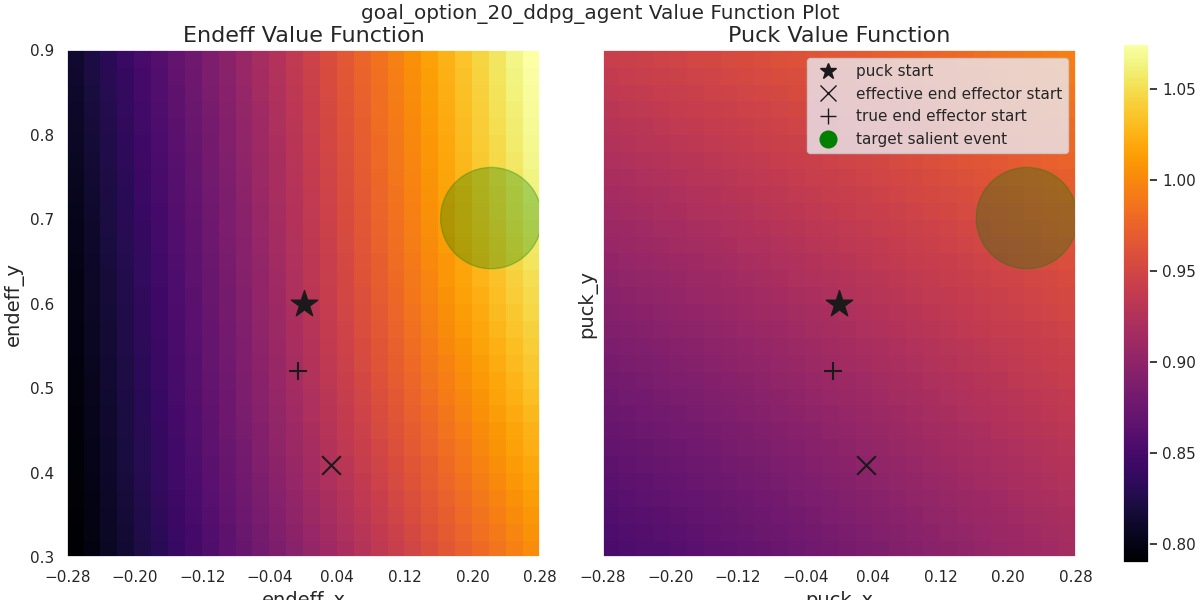 goal_option_20_ddpg_agent Value Function Plot
Endeff Value Function
Puck Value Function
endeff_y
0.9
0.8
0.7
0.6
0.5
0.4
0.3
−0.28 −0.20 −0.12 −0.04 0.04 0.12 0.20 0.28
endeff_x
puck_y
puck start
effective end effector start
true end effector start
target salient event
−0.28 −0.20 −0.12 −0.04 0.04 0.12 0.20 0.28
puck_x
1.05
1.00
0.95
0.90
0.85
0.80